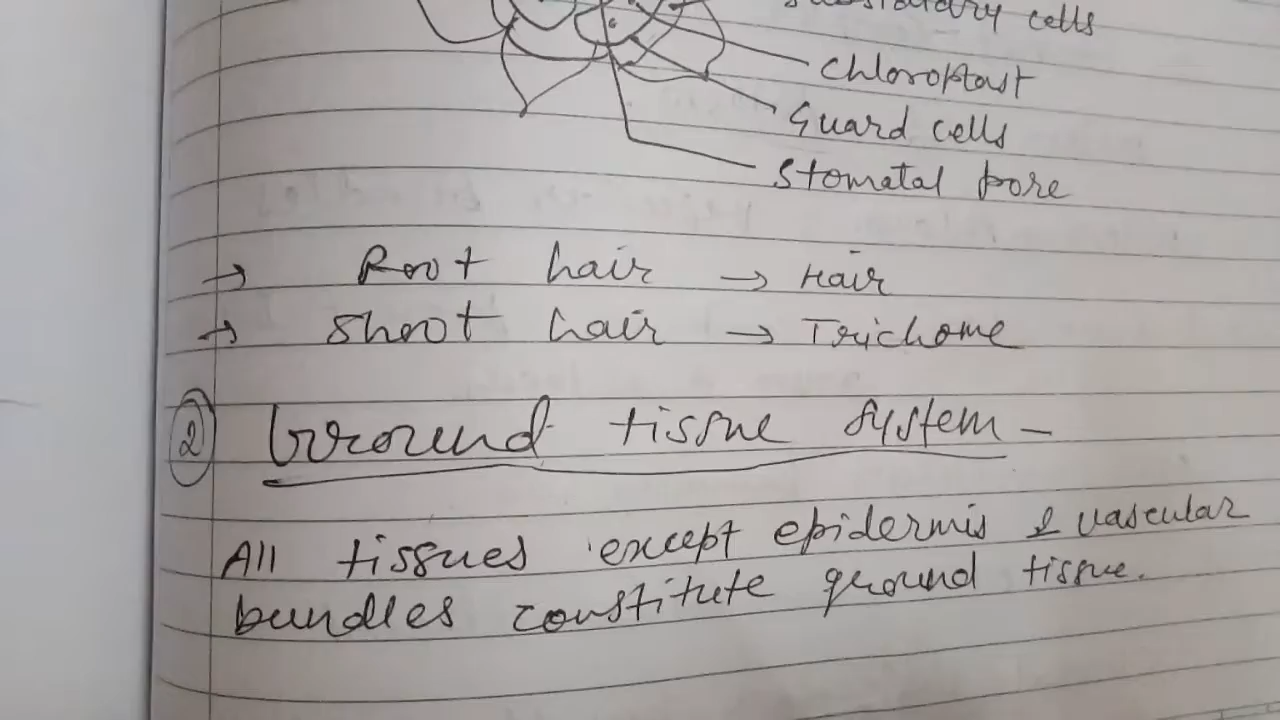 cells
Chloroplast
Guard cells
Stomatal pore
→ Root hair → Hair
→ Shoot hair → Trichome
② Ground tissue system -
All tissues except epidermis & vascular
bundles constitute ground tissue.